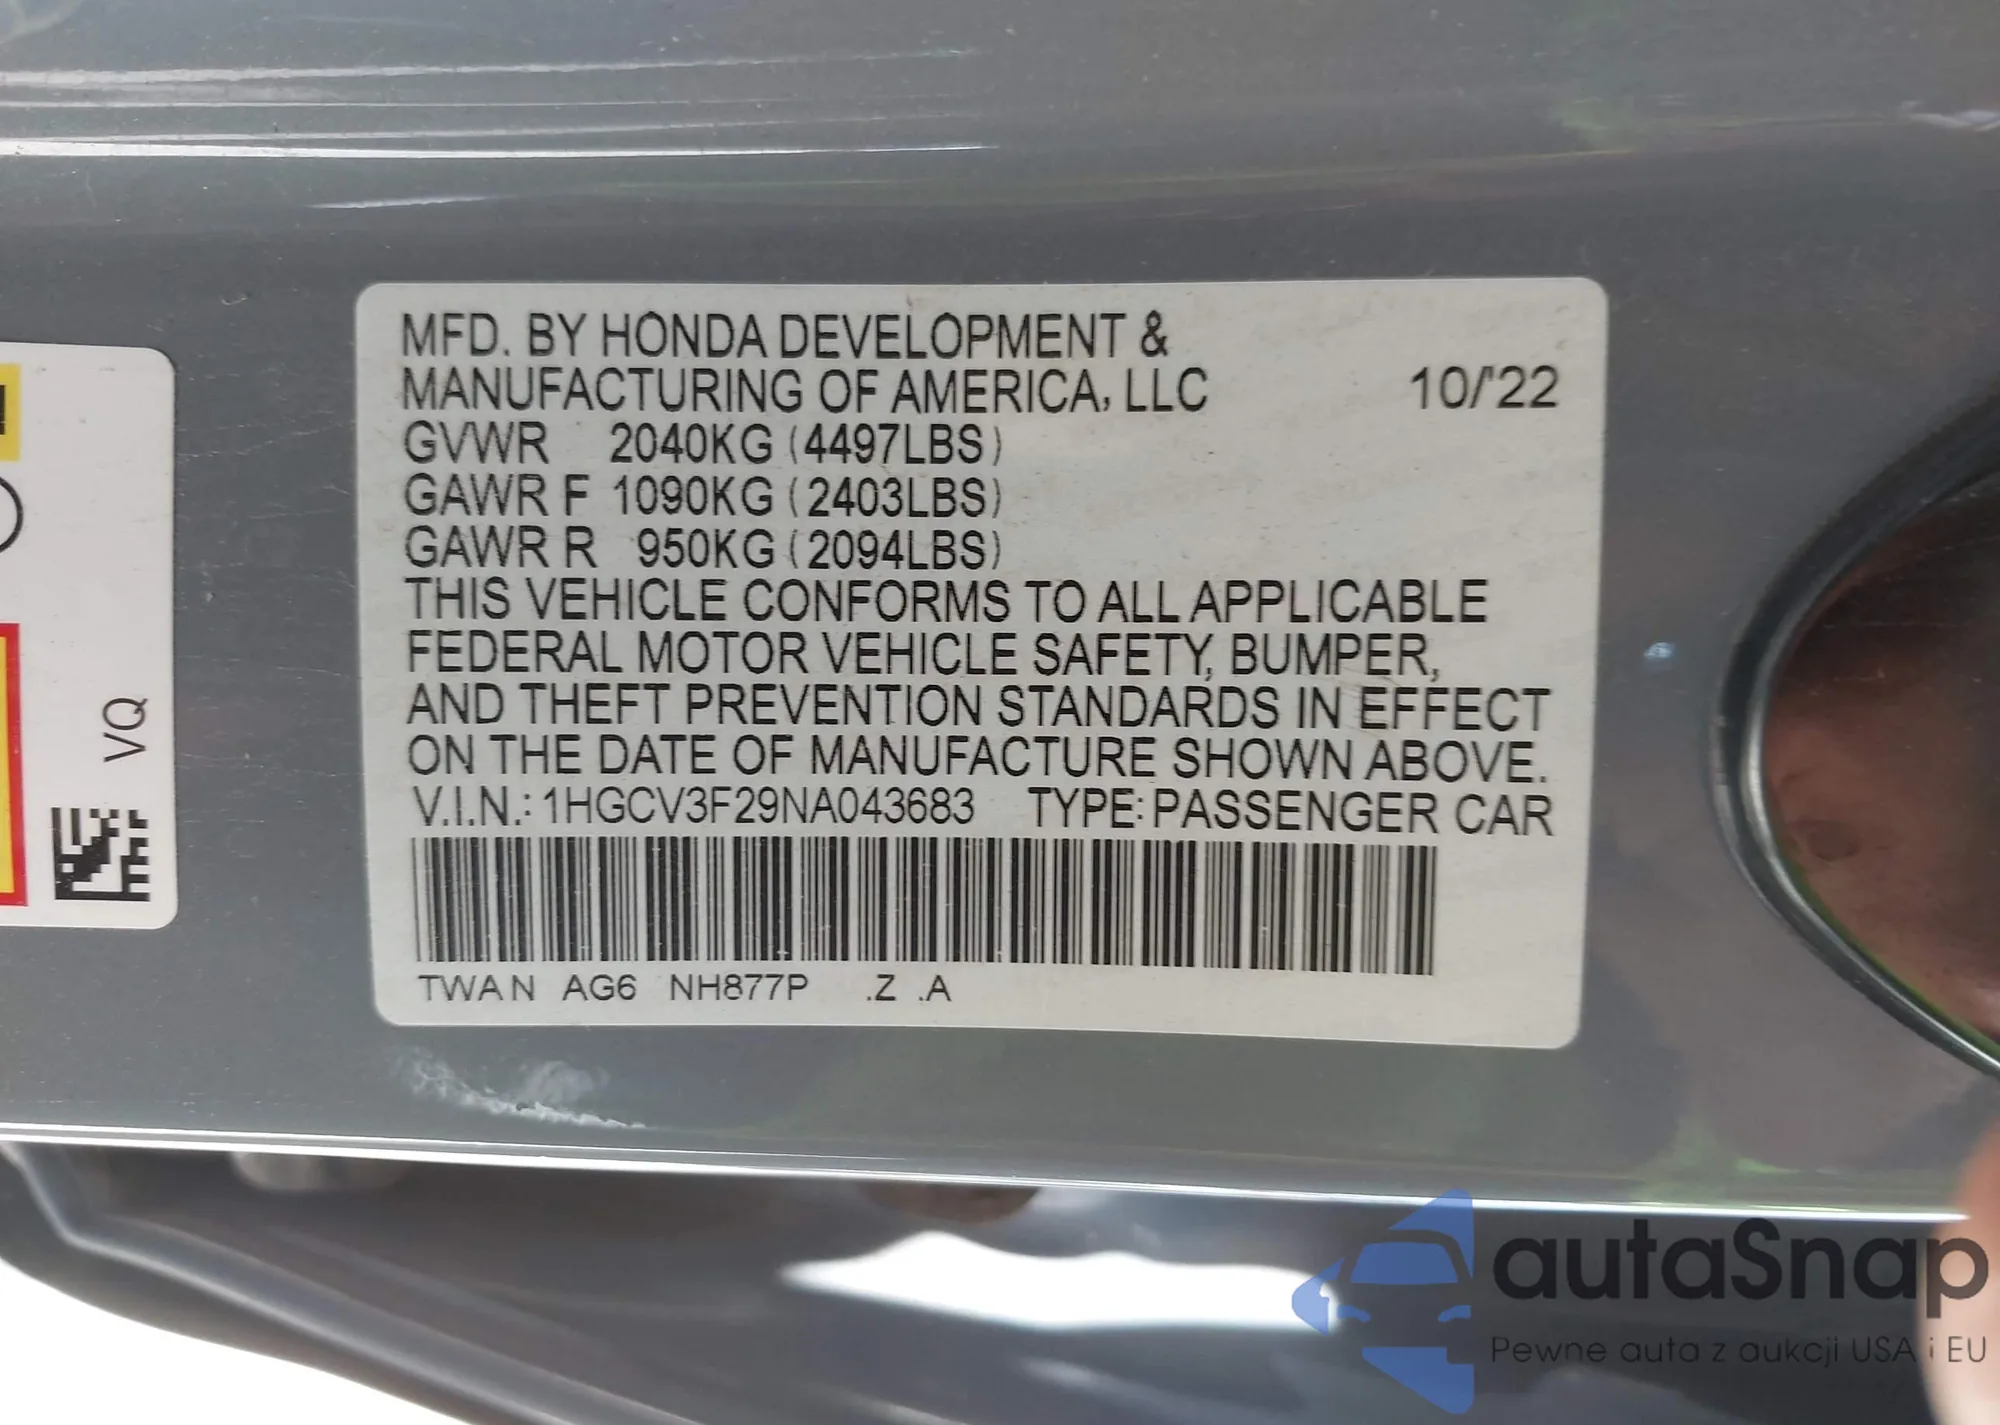 MFD. BY HONDA DEVELOPMENT &
MANUFACTURING OF AMERICA, LLC 10/'22
GVWR 2040KG (4497LBS)
GAWR F 1090KG (2403LBS)
GAWR R 950KG (2094LBS)
THIS VEHICLE CONFORMS TO ALL APPLICABLE
FEDERAL MOTOR VEHICLE SAFETY, BUMPER,
AND THEFT PREVENTION STANDARDS IN EFFECT
ON THE DATE OF MANUFACTURE SHOWN ABOVE.
V.I.N.: 1HGCV3F29NA043683 TYPE: PASSENGER CAR
TWAN AG6 NH877P .Z .A
VQ
autaSnap
Pewne auta z aukcji USA i EU